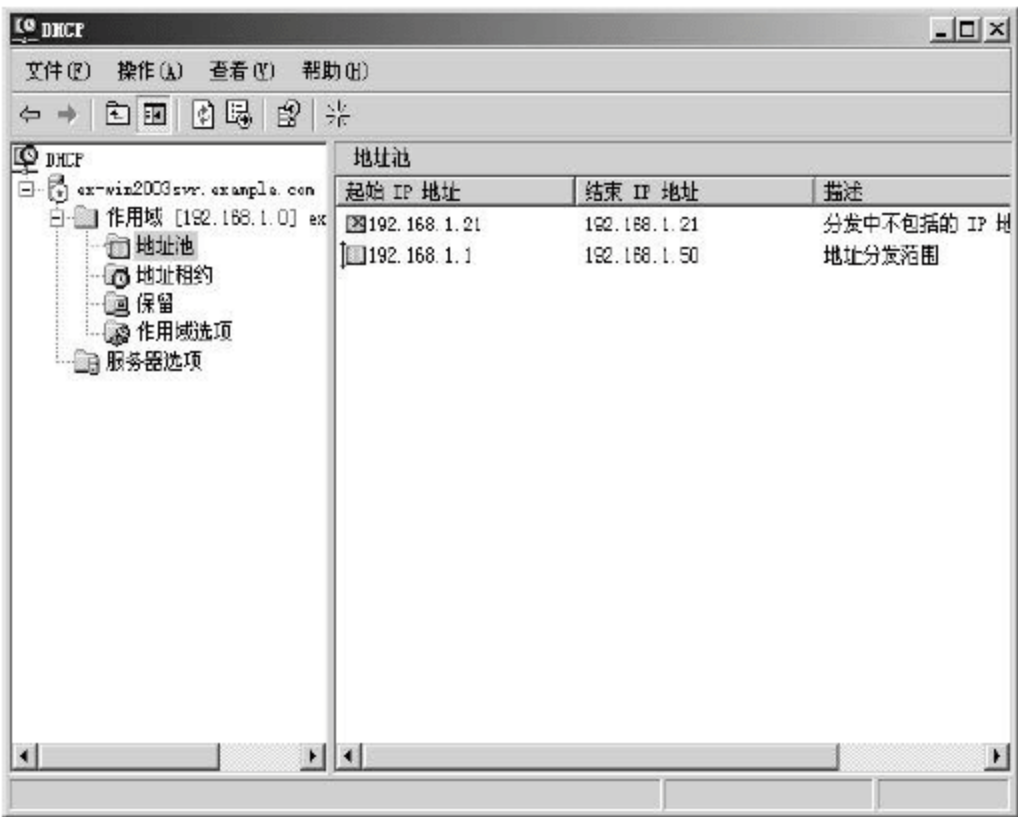 DHCP
文件(F) 操作(A) 查看(V) 帮助(H)
DHCP
ex-win2003svr.example.com
作用域 [192.168.1.0] ex
地址池
地址租约
保留
作用域选项
服务器选项
地址池
起始 IP 地址 结束 IP 地址 描述
192.168.1.21 192.168.1.21 分发中不包括的 IP 地
192.168.1.1 192.168.1.50 地址分发范围